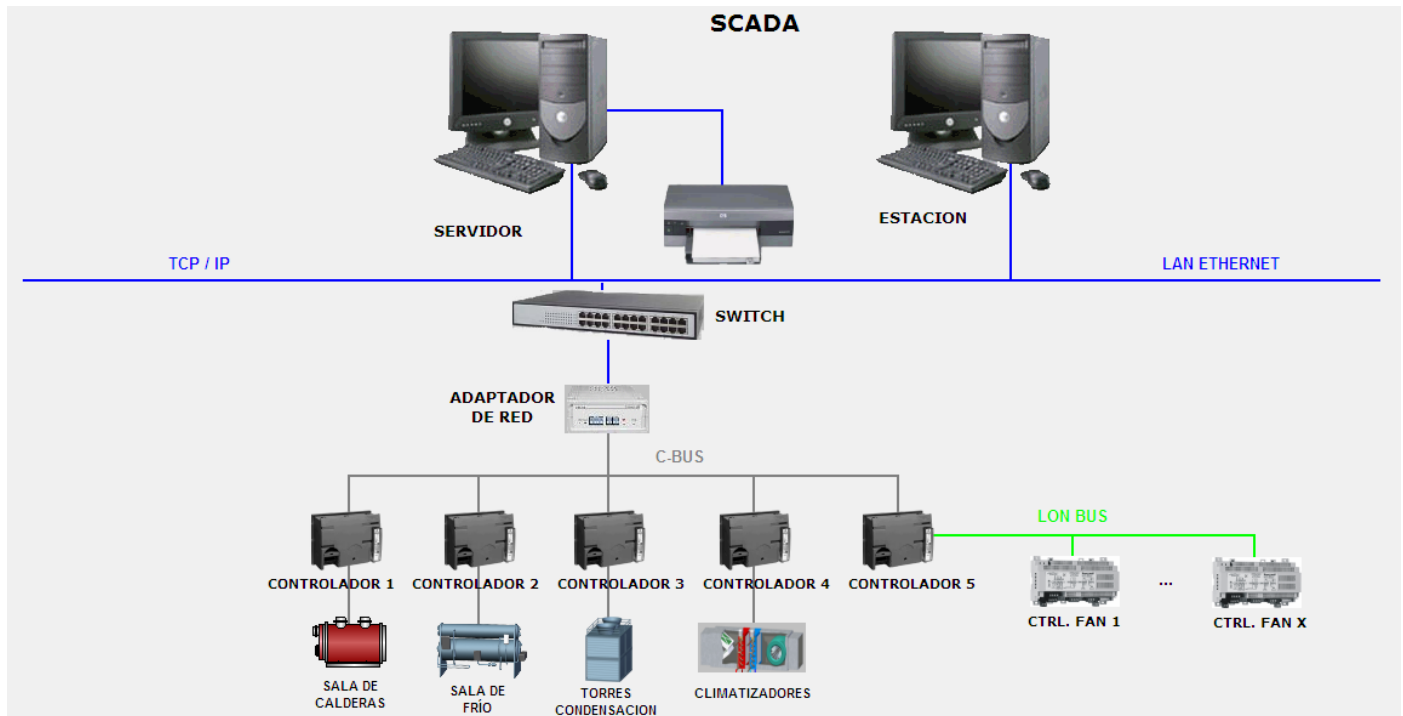 SCADA
SERVIDOR
ESTACION
TCP / IP
LAN ETHERNET
SWITCH
ADAPTADOR
DE RED
C-BUS
LON BUS
CONTROLADOR 1
CONTROLADOR 2
CONTROLADOR 3
CONTROLADOR 4
CONTROLADOR 5
...
CTRL. FAN 1
CTRL. FAN X
SALA DE
CALDERAS
SALA DE
FRÍO
TORRES
CONDENSACION
CLIMATIZADORES